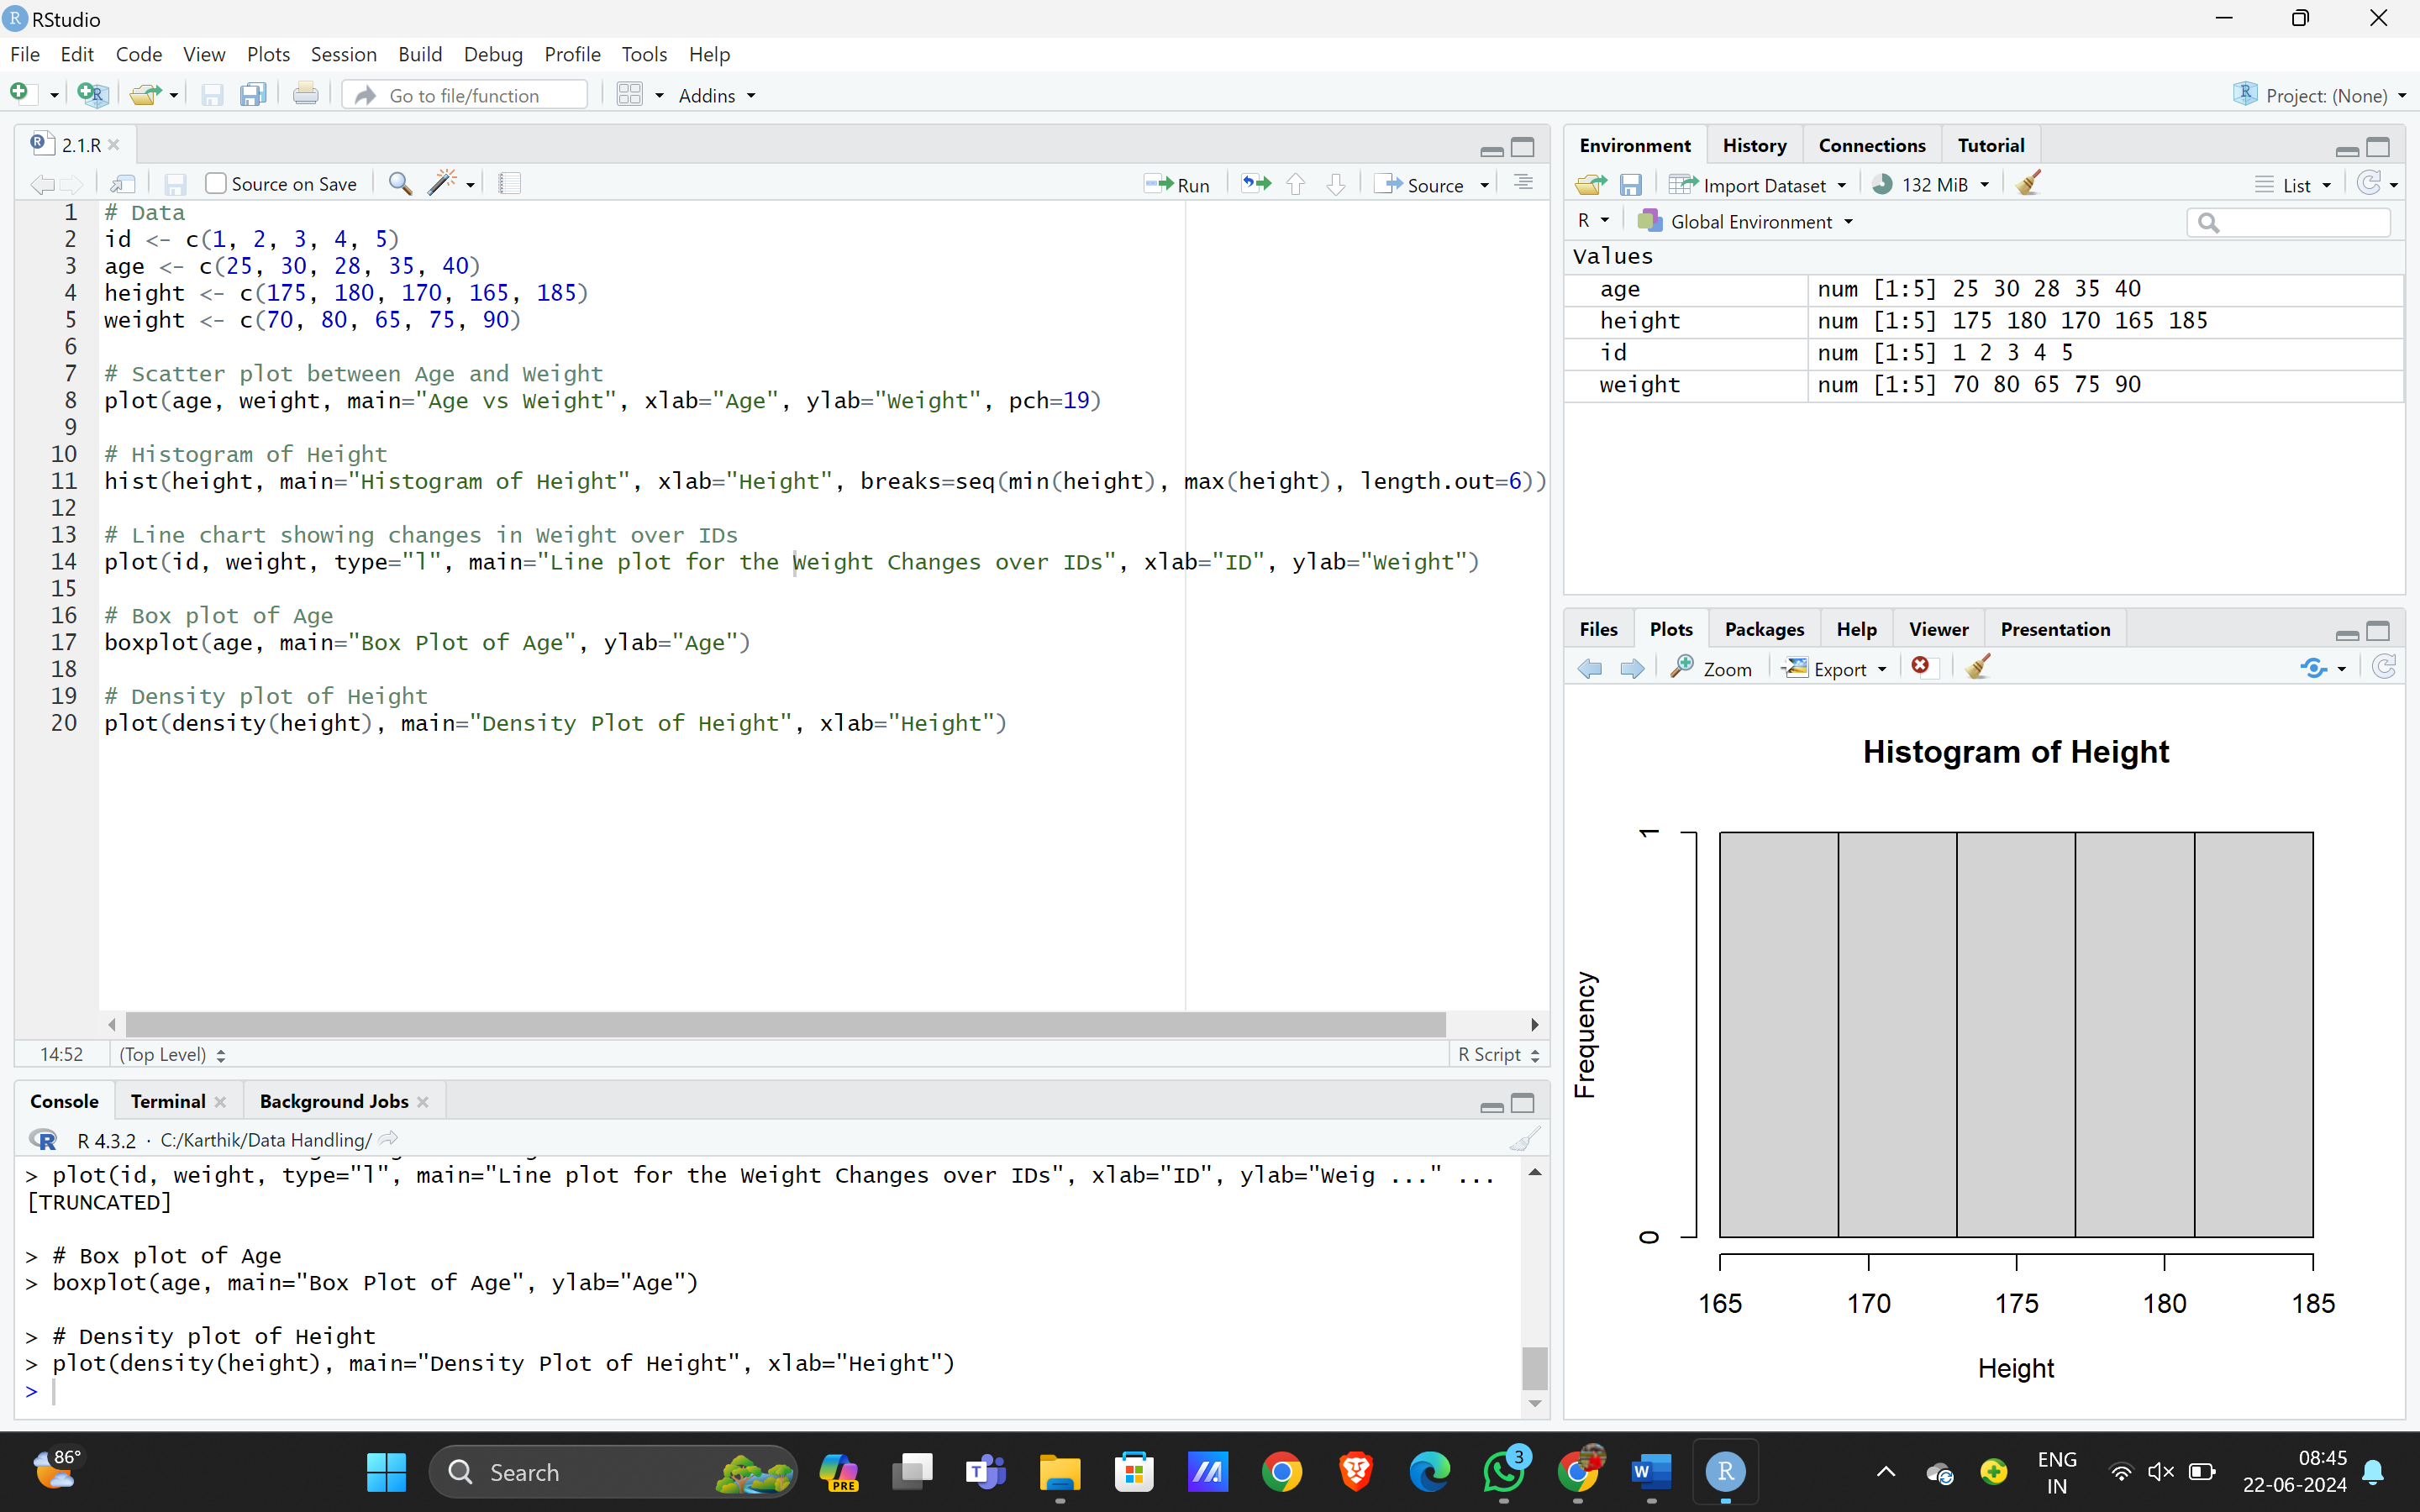 RStudio
File Edit Code View Plots Session Build Debug Profile Tools Help
Go to file/function Addins Project: (None)
2.1.R
Source on Save Run Source
1 # Data
2 id <- c(1, 2, 3, 4, 5)
3 age <- c(25, 30, 28, 35, 40)
4 height <- c(175, 180, 170, 165, 185)
5 weight <- c(70, 80, 65, 75, 90)
6
7 # Scatter plot between Age and Weight
8 plot(age, weight, main="Age vs Weight", xlab="Age", ylab="Weight", pch=19)
9
10 # Histogram of Height
11 hist(height, main="Histogram of Height", xlab="Height", breaks=seq(min(height), max(height), length.out=6))
12
13 # Line chart showing changes in Weight over IDs
14 plot(id, weight, type="l", main="Line plot for the Weight Changes over IDs", xlab="ID", ylab="Weight")
15
16 # Box plot of Age
17 boxplot(age, main="Box Plot of Age", ylab="Age")
18
19 # Density plot of Height
20 plot(density(height), main="Density Plot of Height", xlab="Height")
14:52 (Top Level) R Script
Console Terminal Background Jobs
R 4.3.2 · C:/Karthik/Data Handling/
> plot(id, weight, type="l", main="Line plot for the Weight Changes over IDs", xlab="ID", ylab="Weig ..." ...
[TRUNCATED]
> # Box plot of Age
> boxplot(age, main="Box Plot of Age", ylab="Age")
> # Density plot of Height
> plot(density(height), main="Density Plot of Height", xlab="Height")
>
Environment History Connections Tutorial
Import Dataset 132 MiB List
R Global Environment
Values
age num [1:5] 25 30 28 35 40
height num [1:5] 175 180 170 165 185
id num [1:5] 1 2 3 4 5
weight num [1:5] 70 80 65 75 90
Files Plots Packages Help Viewer Presentation
Zoom Export
Histogram of Height
1
Frequency
0
165 170 175 180 185
Height
86°
Search
PRE
3
ENG
IN
08:45
22-06-2024